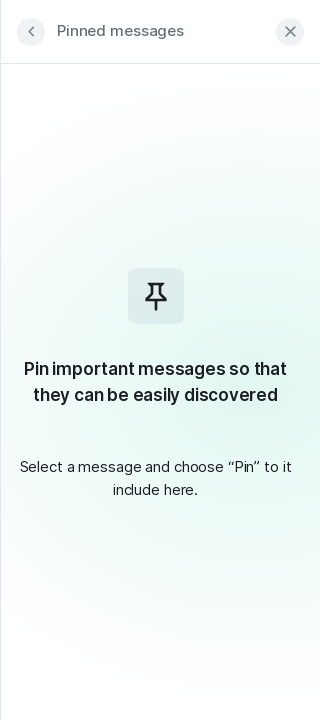 Pinned messages
Pin important messages so that
they can be easily discovered
Select a message and choose “Pin” to it
include here.